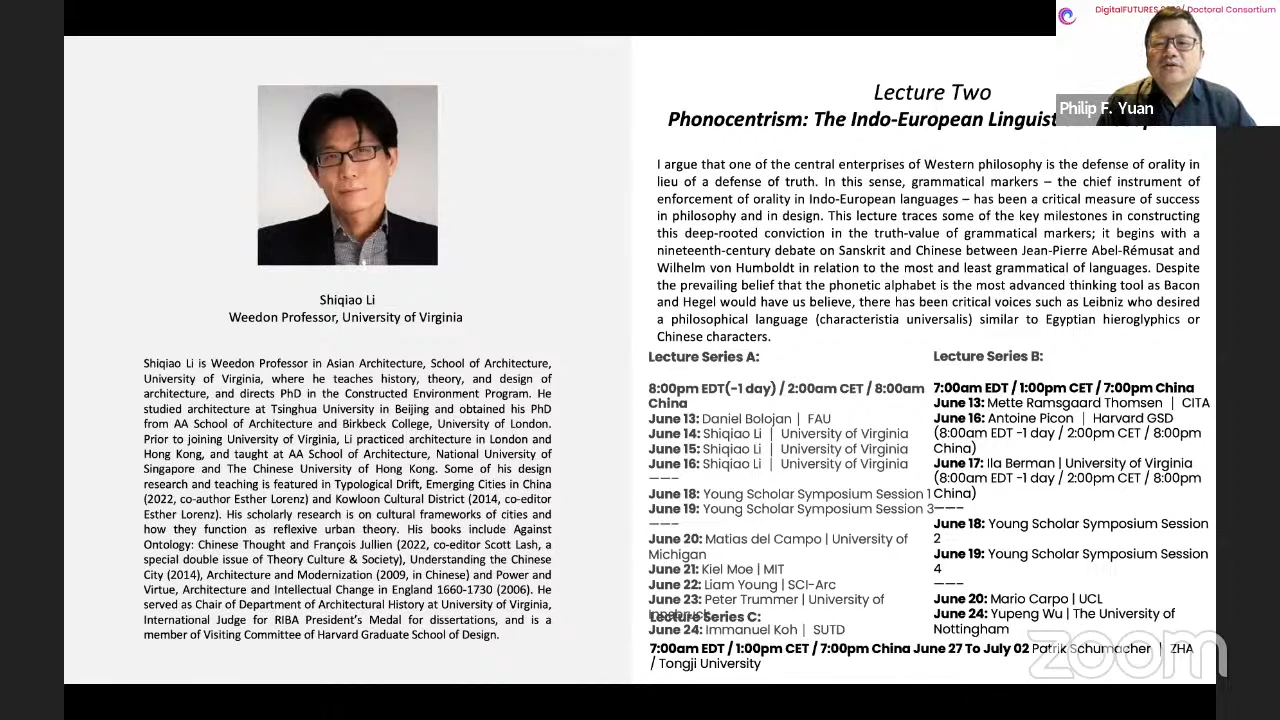 DigitalFUTURES Doctoral Consortium
Philip F. Yuan
Shiqiao Li
Weedon Professor, University of Virginia
Shiqiao Li is Weedon Professor in Asian Architecture, School of Architecture,
University of Virginia, where he teaches history, theory, and design of
architecture, and directs PhD in the Constructed Environment Program. He
studied architecture at Tsinghua University in Beijing and obtained his PhD
from AA School of Architecture and Birkbeck College, University of London.
Prior to joining University of Virginia, Li practiced architecture in London and
Hong Kong, and taught at AA School of Architecture, National University of
Singapore and The Chinese University of Hong Kong. Some of his design
research and teaching is featured in Typological Drift, Emerging Cities in China
(2022, co-author Esther Lorenz) and Kowloon Cultural District (2014, co-editor
Esther Lorenz). His scholarly research is on cultural frameworks of cities and
how they function as reflexive urban theory. His books include Against
Ontology: Chinese Thought and François Jullien (2022, co-editor Scott Lash, a
special double issue of Theory Culture & Society), Understanding the Chinese
City (2014), Architecture and Modernization (2009, in Chinese) and Power and
Virtue, Architecture and Intellectual Change in England 1660-1730 (2006). He
served as Chair of Department of Architectural History at University of Virginia,
International Judge for RIBA President's Medal for dissertations, and is a
member of Visiting Committee of Harvard Graduate School of Design.
Lecture Two
Phonocentrism: The Indo-European
I argue that one of the central enterprises of Western philosophy is the defense of orality in
lieu of a defense of truth. In this sense, grammatical markers – the chief instrument of
enforcement of orality in Indo-European languages – has been a critical measure of success
in philosophy and in design. This lecture traces some of the key milestones in constructing
this deep-rooted conviction in the truth-value of grammatical markers; it begins with a
nineteenth-century debate on Sanskrit and Chinese between Jean-Pierre Abel-Rémusat and
Wilhelm von Humboldt in relation to the most and least grammatical of languages. Despite
the prevailing belief that the phonetic alphabet is the most advanced thinking tool as Bacon
and Hegel would have us believe, there has been critical voices such as Leibniz who desired
a philosophical language (characteristia universalis) similar to Egyptian hieroglyphics or
Chinese characters.
Lecture Series A:
8:00pm EDT(-1 day) / 2:00am CET / 8:00am
China
June 13: Daniel Bolojan | FAU
June 14: Shiqiao Li | University of Virginia
June 15: Shiqiao Li | University of Virginia
June 16: Shiqiao Li | University of Virginia
———
June 18: Young Scholar Symposium Session 1
June 19: Young Scholar Symposium Session 3
———
June 20: Matias del Campo | University of
Michigan
June 21: Kiel Moe | MIT
June 22: Liam Young | SCI-Arc
June 23: Peter Trummer | University of
June 24: Immanuel Koh | SUTD
Lecture Series B:
7:00am EDT / 1:00pm CET / 7:00pm China
June 13: Mette Ramsgaard Thomsen | CITA
June 16: Antoine Picon | Harvard GSD
(8:00am EDT -1 day / 2:00pm CET / 8:00pm
China)
June 17: Ila Berman | University of Virginia
(8:00am EDT -1 day / 2:00pm CET / 8:00pm
China)
———
June 18: Young Scholar Symposium Session
2
June 19: Young Scholar Symposium Session
4
———
June 20: Mario Carpo | UCL
June 24: Yupeng Wu | The University of
Nottingham
Lecture Series C:
7:00am EDT / 1:00pm CET / 7:00pm China June 27 To July 02 Patrik Schumacher | ZHA
/ Tongji University
zoom